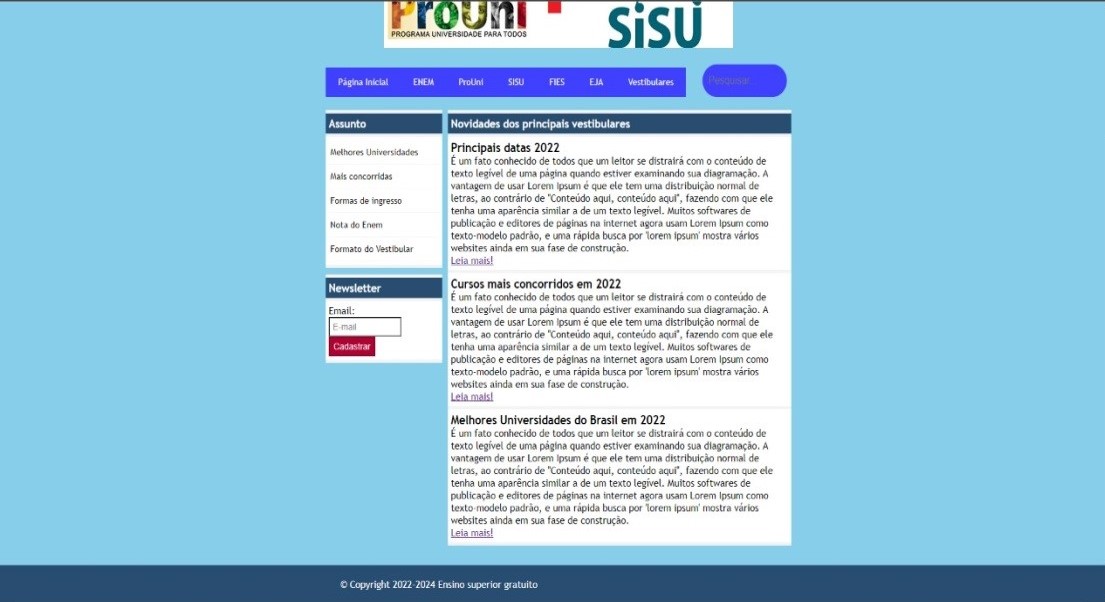 ProUni
PROGRAMA UNIVERSIDADE PARA TODOS
SiSU
Página Inicial ENEM ProUni SISU FIES EJA Vestibulares Pesquisar
Assunto
Melhores Universidades
Mais concorridas
Formas de ingresso
Nota do Enem
Formato do Vestibular
Newsletter
Email:
E-mail
Cadastrar
Novidades dos principais vestibulares
Principais datas 2022
É um fato conhecido de todos que um leitor se distrairá com o conteúdo de
texto legível de uma página quando estiver examinando sua diagramação. A
vantagem de usar Lorem Ipsum é que ele tem uma distribuição normal de
letras, ao contrário de "Conteúdo aqui, conteúdo aqui", fazendo com que ele
tenha uma aparência similar a de um texto legível. Muitos softwares de
publicação e editores de páginas na internet agora usam Lorem Ipsum como
texto-modelo padrão, e uma rápida busca por 'lorem ipsum' mostra vários
websites ainda em sua fase de construção.
Leia mais!
Cursos mais concorridos em 2022
É um fato conhecido de todos que um leitor se distrairá com o conteúdo de
texto legível de uma página quando estiver examinando sua diagramação. A
vantagem de usar Lorem Ipsum é que ele tem uma distribuição normal de
letras, ao contrário de "Conteúdo aqui, conteúdo aqui", fazendo com que ele
tenha uma aparência similar a de um texto legível. Muitos softwares de
publicação e editores de páginas na internet agora usam Lorem Ipsum como
texto-modelo padrão, e uma rápida busca por 'lorem ipsum' mostra vários
websites ainda em sua fase de construção.
Leia mais!
Melhores Universidades do Brasil em 2022
É um fato conhecido de todos que um leitor se distrairá com o conteúdo de
texto legível de uma página quando estiver examinando sua diagramação. A
vantagem de usar Lorem Ipsum é que ele tem uma distribuição normal de
letras, ao contrário de "Conteúdo aqui, conteúdo aqui", fazendo com que ele
tenha uma aparência similar a de um texto legível. Muitos softwares de
publicação e editores de páginas na internet agora usam Lorem Ipsum como
texto-modelo padrão, e uma rápida busca por 'lorem ipsum' mostra vários
websites ainda em sua fase de construção.
Leia mais!
© Copyright 2022-2024 Ensino superior gratuito